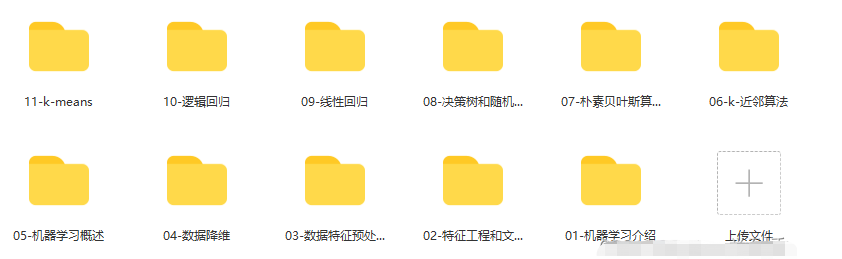 11-k-means
10-逻辑回归
09-线性回归
08-决策树和随机...
07-朴素贝叶斯算...
06-k-近邻算法
05-机器学习概述
04-数据降维
03-数据特征预处...
02-特征工程和文...
01-机器学习介绍
上传文件